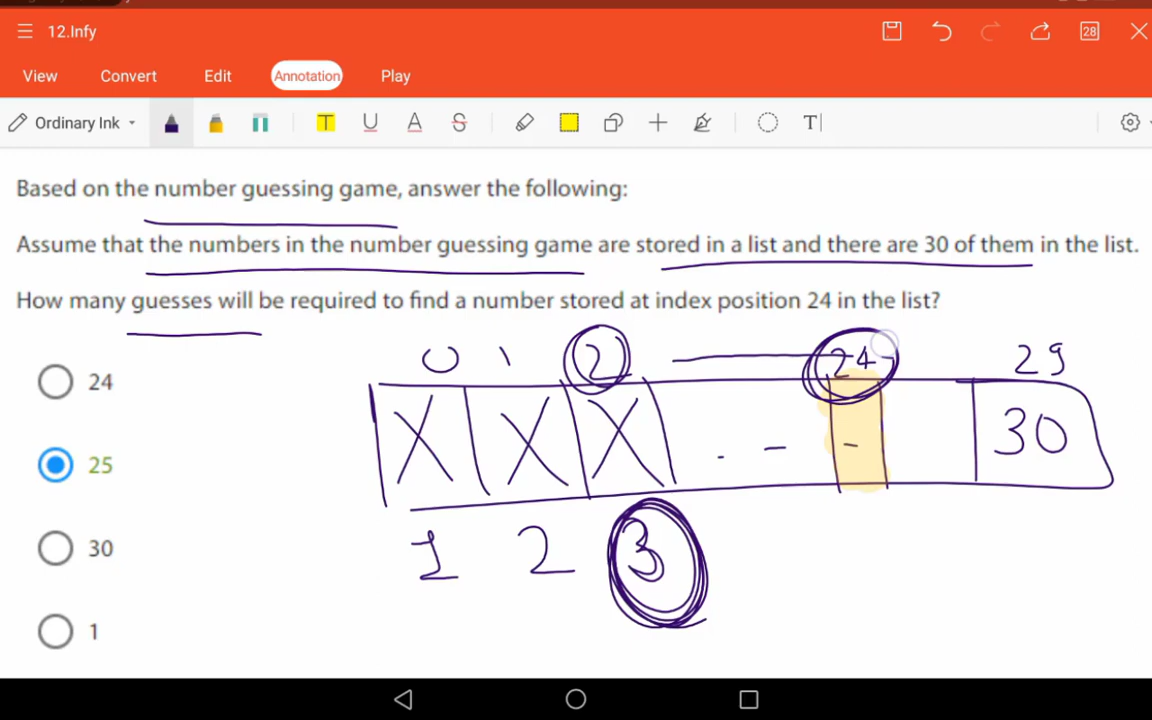 12.Infy
28
View Convert Edit Annotation Play
Ordinary Ink T U A S T
Based on the number guessing game, answer the following:
Assume that the numbers in the number guessing game are stored in a list and there are 30 of them in the list.
How many guesses will be required to find a number stored at index position 24 in the list?
0 1 2 24 29
24
X X X . - - 30
25
1 2 3
30
1